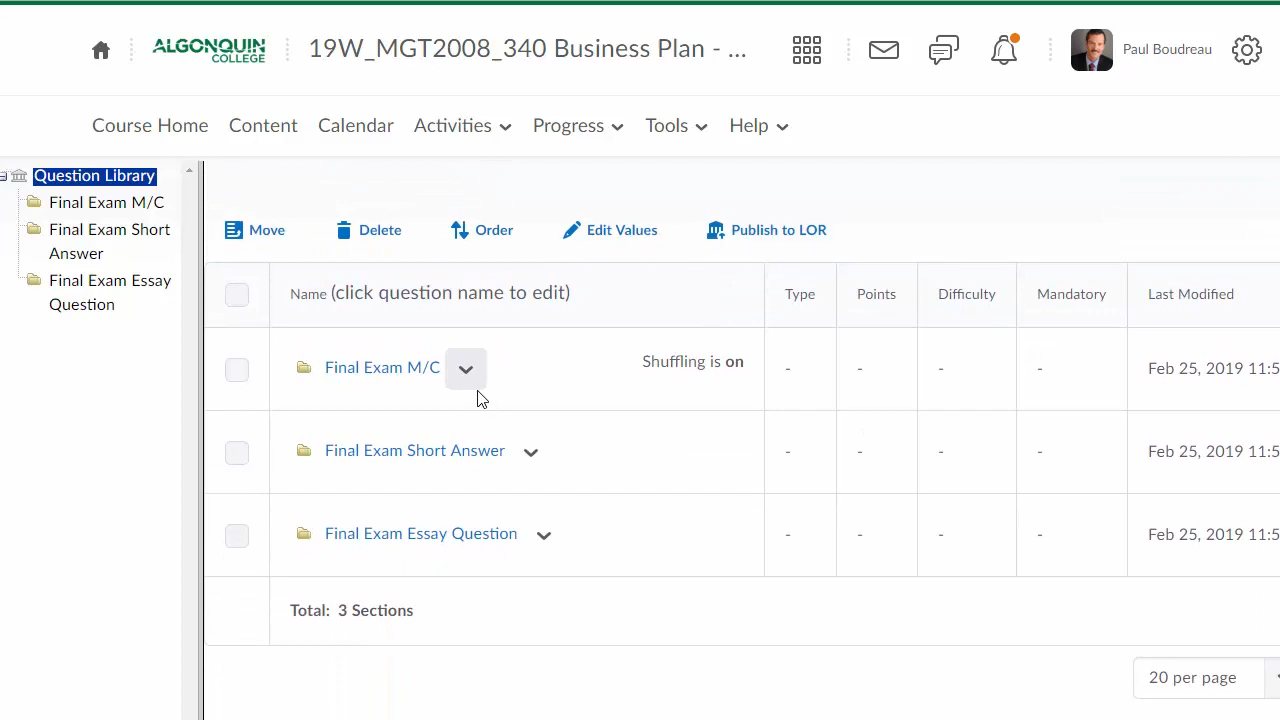 ALGONQUIN
COLLEGE
19W_MGT2008_340 Business Plan - ...
Paul Boudreau
Course Home
Content
Calendar
Activities
Progress
Tools
Help
Question Library
Final Exam M/C
Final Exam Short
Answer
Final Exam Essay
Question
Move
Delete
Order
Edit Values
Publish to LOR
Name (click question name to edit)
Type
Points
Difficulty
Mandatory
Last Modified
Final Exam M/C
Shuffling is on
-
-
-
-
Feb 25, 2019 11:5
Final Exam Short Answer
-
-
-
-
Feb 25, 2019 11:5
Final Exam Essay Question
-
-
-
-
Feb 25, 2019 11:5
Total: 3 Sections
20 per page